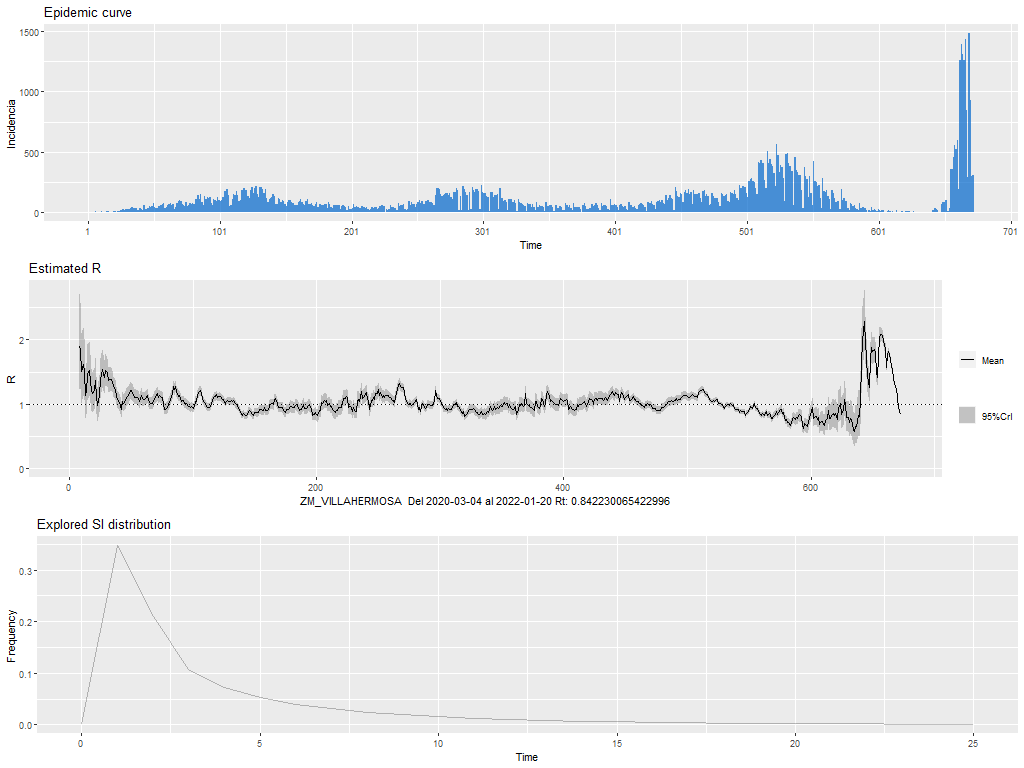 Epidemic curve
1500
1000
500
0
Incidencia
1 101 201 301 401 501 601 701
Time
Estimated R
2
1
0
R
0 200 400 600
ZM_VILLAHERMOSA Del 2020-03-04 al 2022-01-20 Rt: 0.842230065422996
Mean
95%CrI
Explored SI distribution
0.3
0.2
0.1
0.0
Frequency
0 5 10 15 20 25
Time